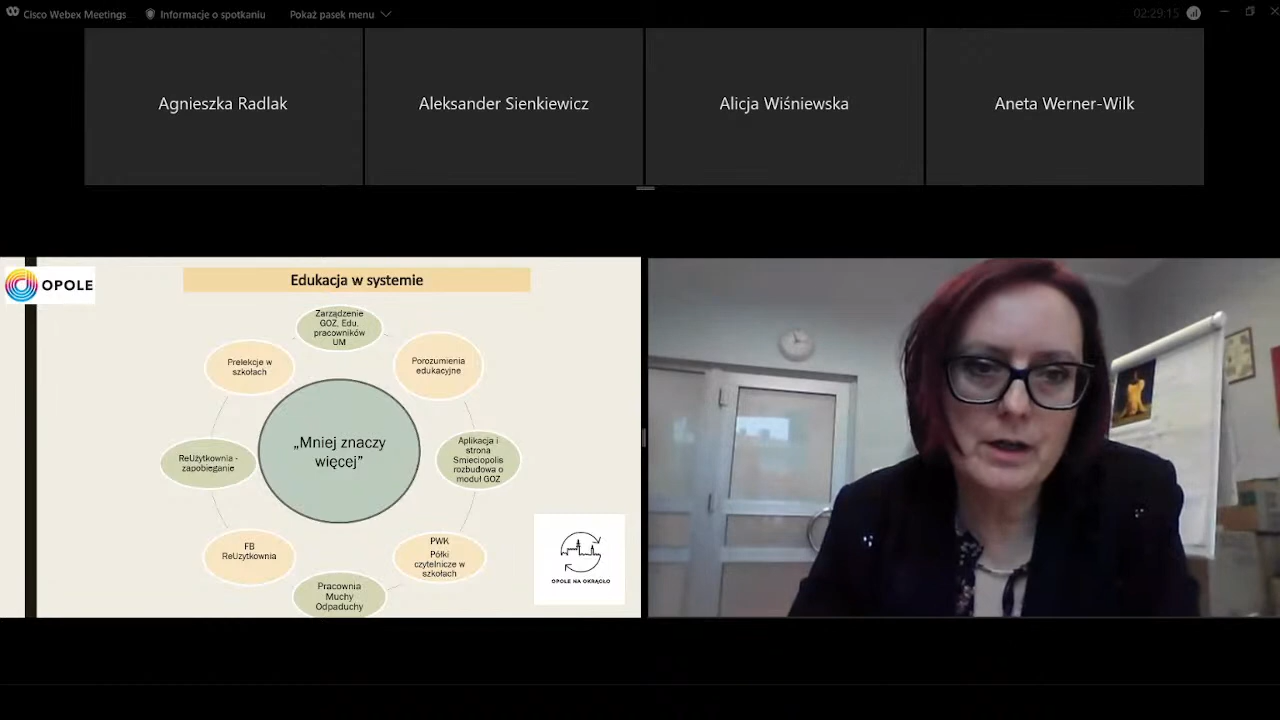 Cisco Webex Meetings
Informacje o spotkaniu
Pokaż pasek menu
02:29:15
Agnieszka Radlak
Aleksander Sienkiewicz
Alicja Wiśniewska
Aneta Werner-Wilk
OPOLE
Edukacja w systemie
Zarządzenie
GOZ, Edu.
pracowników
UM
Prelekcje w
szkołach
Porozumienia
edukacyjne
„Mniej znaczy
więcej”
ReUżytkownia -
zapobieganie
Aplikacja i
strona
Smieciopolis
rozbudowa o
moduł GOZ
FB
ReUzytkownia
PWK
Półki
czytelnicze w
szkołach
Pracownia
Muchy
Odpaduchy
OPOLE NA OKRĄGŁO